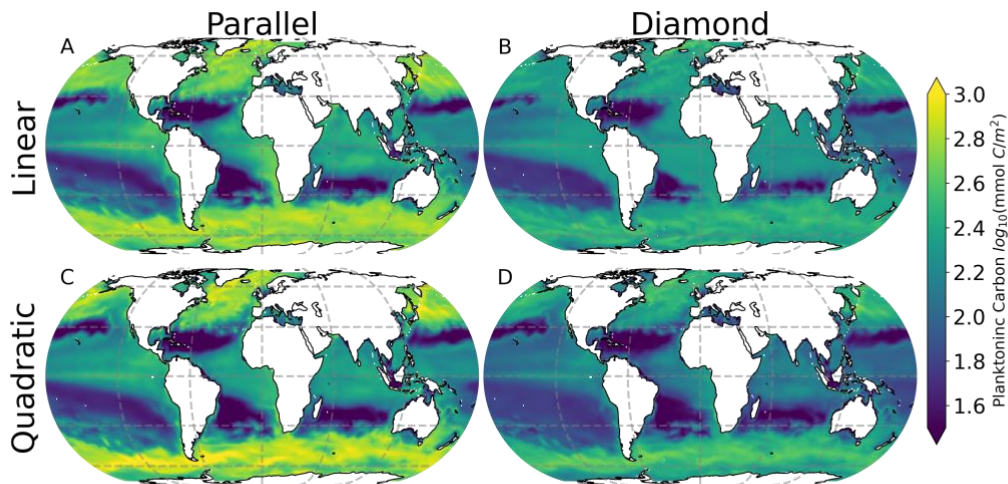 Parallel
Diamond
A
B
Linear
C
D
Quadratic
3.0
2.8
2.6
2.4
2.2
2.0
1.8
1.6
Planktoninc Carbon log₁₀(mmol C/m²)